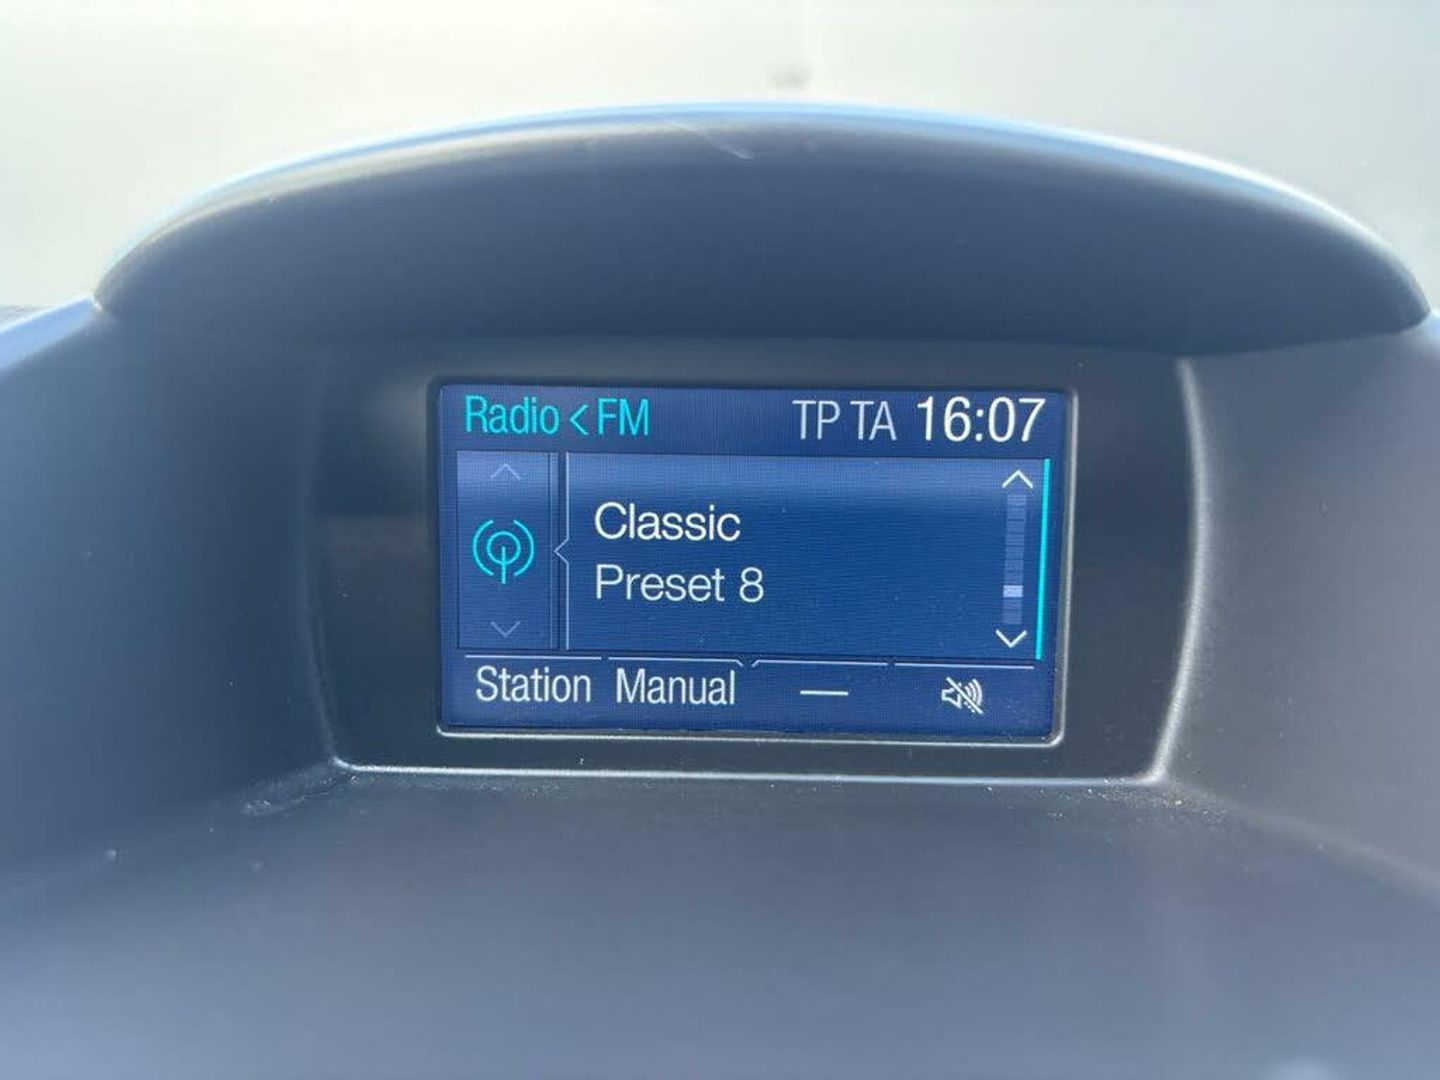 Radio < FM TP TA 16:07
Classic
Preset 8
Station Manual —